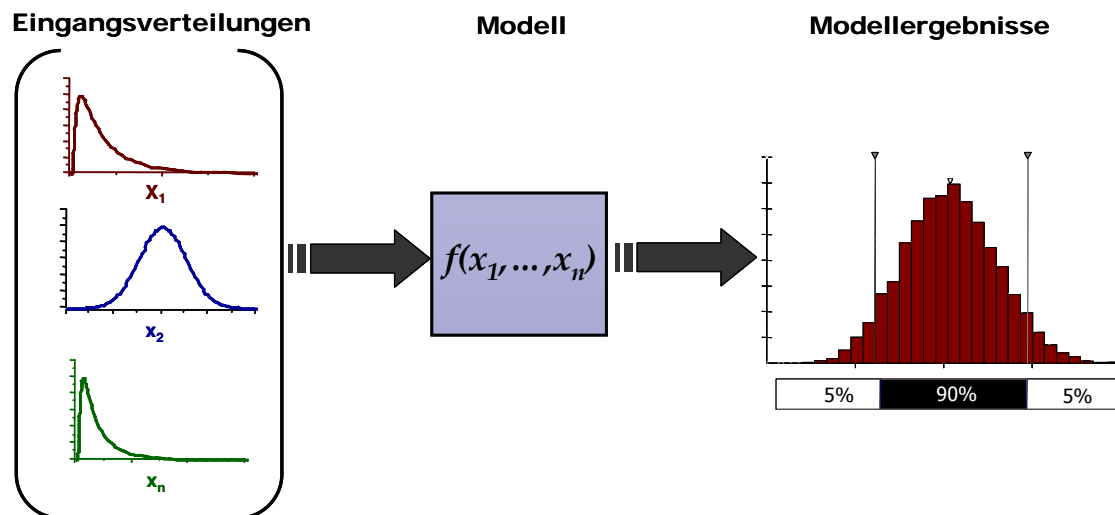 Eingangsverteilungen
Modell
Modellergebnisse
X1
x2
xn
f(x1,...,xn)
5% 90% 5%